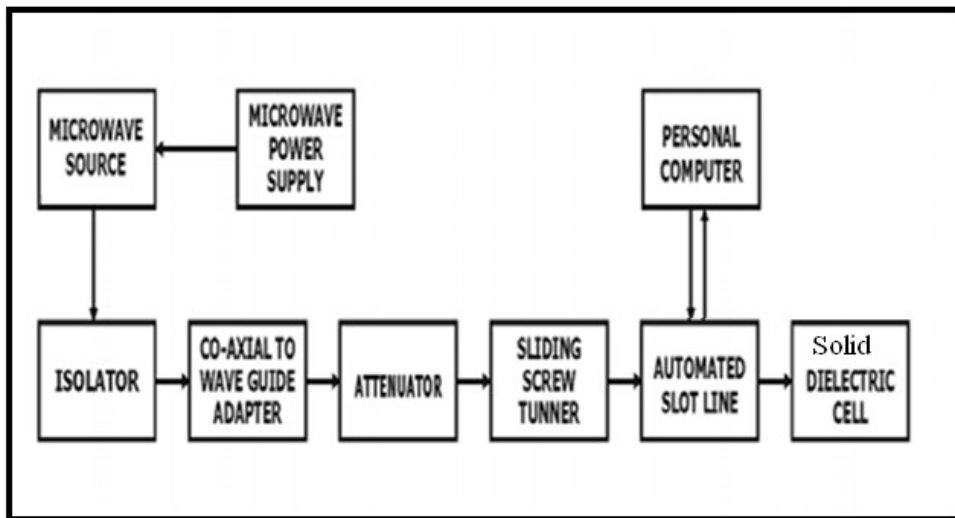 MICROWAVE
SOURCE
MICROWAVE
POWER
SUPPLY
PERSONAL
COMPUTER
ISOLATOR
CO-AXIAL TO
WAVE GUIDE
ADAPTER
ATTENUATOR
SLIDING
SCREW
TUNNER
AUTOMATED
SLOT LINE
Solid
DIELECTRIC
CELL